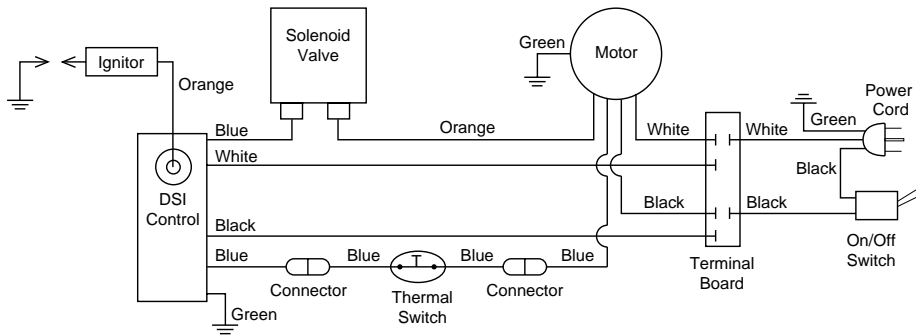 Solenoid
Valve
Green
Motor
Ignitor
Orange
Power
Cord
Green
Blue
Orange
White
White
White
Black
DSI
Control
Black
Black
Black
Blue
Blue
T
Blue
Blue
On/Off
Switch
Connector
Thermal
Switch
Connector
Terminal
Board
Green